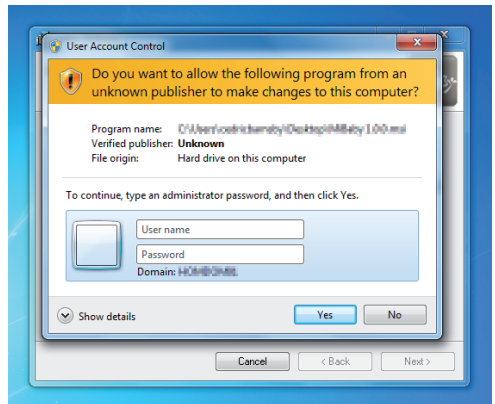 User Account Control
Do you want to allow the following program from an
unknown publisher to make changes to this computer?
Program name:
Verified publisher: Unknown
File origin: Hard drive on this computer
To continue, type an administrator password, and then click Yes.
User name
Password
Domain:
Show details
Yes
No
Cancel
< Back
Next >